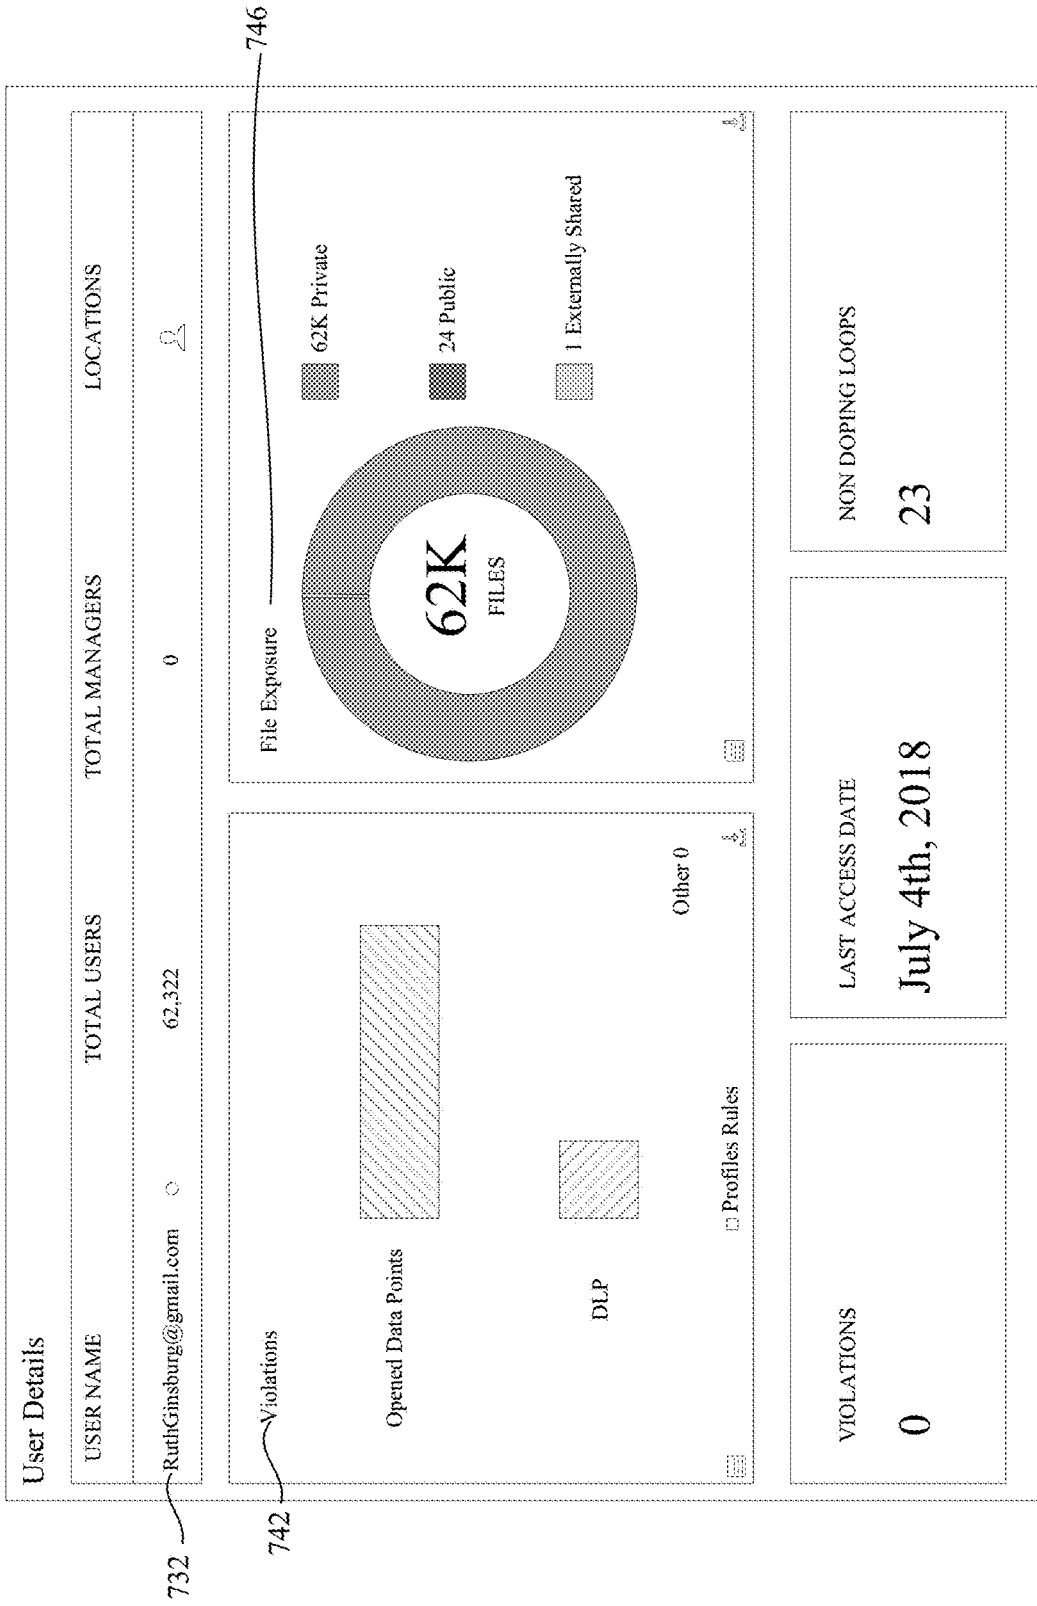 User Details
USER NAME TOTAL USERS TOTAL MANAGERS LOCATIONS
732 RuthGinsburg@gmail.com 62,322 0
742 Violations
Opened Data Points
DLP
Other 0
Profiles Rules
File Exposure 746
62K
FILES
62K Private
24 Public
1 Externally Shared
VIOLATIONS
0
LAST ACCESS DATE
July 4th, 2018
NON DOPING LOOPS
23